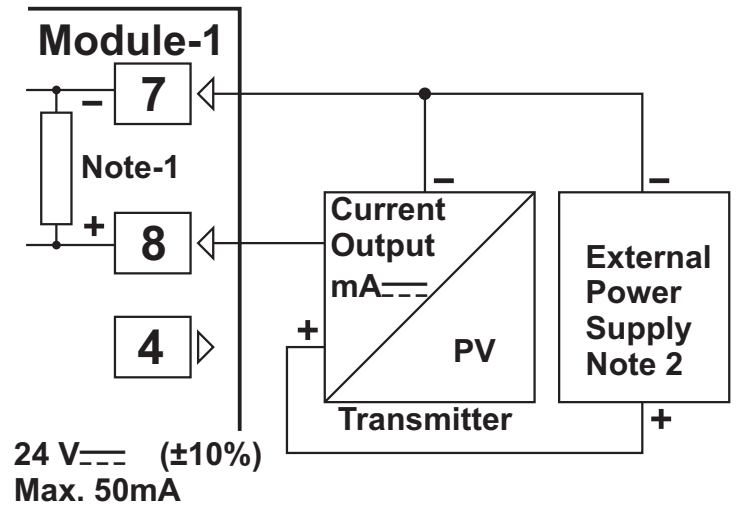 Module-1
−
7
Note-1
+
8
4
24 V⎓ (±10%)
Max. 50mA
−
Current
Output
mA⎓
+
PV
Transmitter
−
External
Power
Supply
Note 2
+